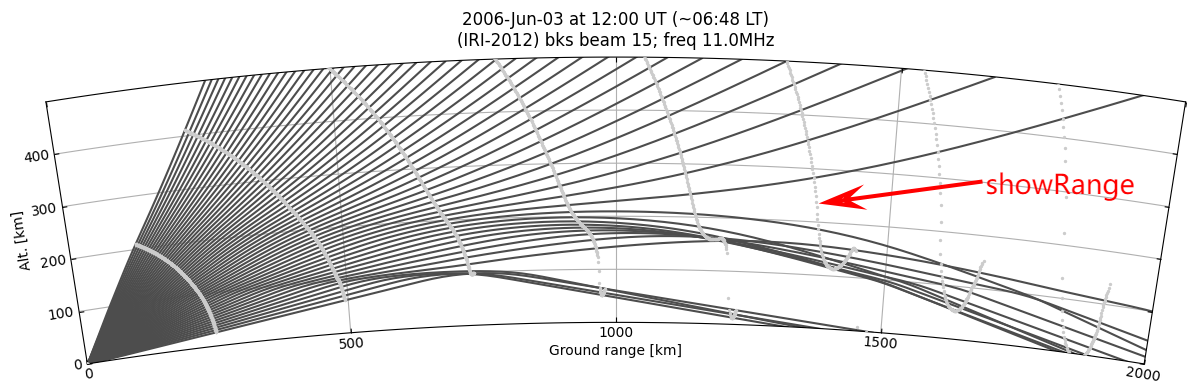 2006-Jun-03 at 12:00 UT (~06:48 LT)
(IRI-2012) bks beam 15; freq 11.0MHz
400
300
200
100
0
Alt. [km]
showRange
0
500
1000
1500
2000
Ground range [km]